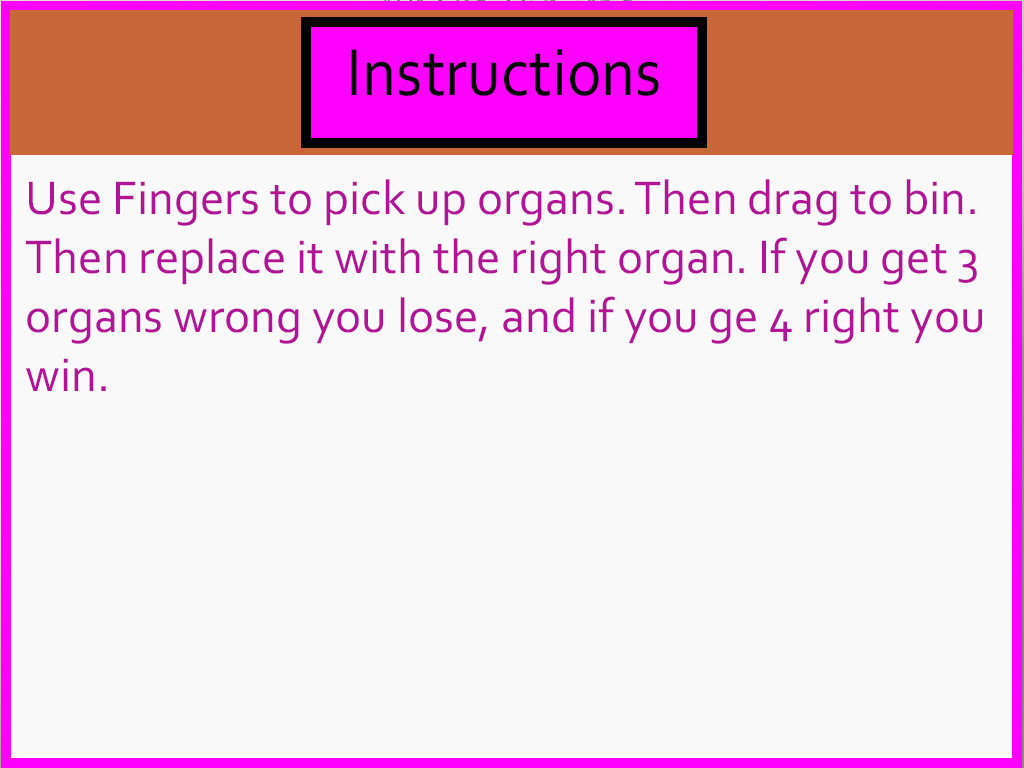 Instructions
Use Fingers to pick up organs. Then drag to bin.
Then replace it with the right organ. If you get 3
organs wrong you lose, and if you ge 4 right you
win.